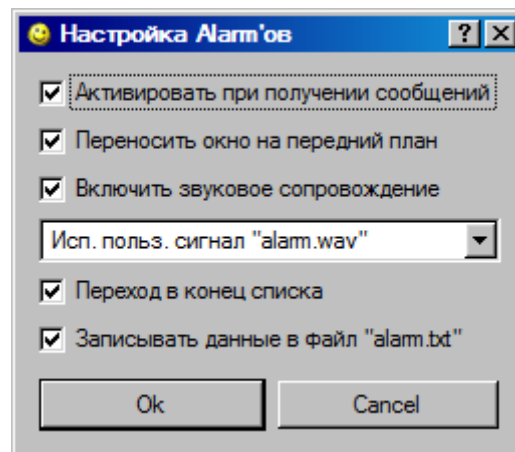 Настройка Alarm'ов
Активировать при получении сообщений
Переносить окно на передний план
Включить звуковое сопровождение
Исп. польз. сигнал "alarm.wav"
Переход в конец списка
Записывать данные в файл "alarm.txt"
Ok
Cancel